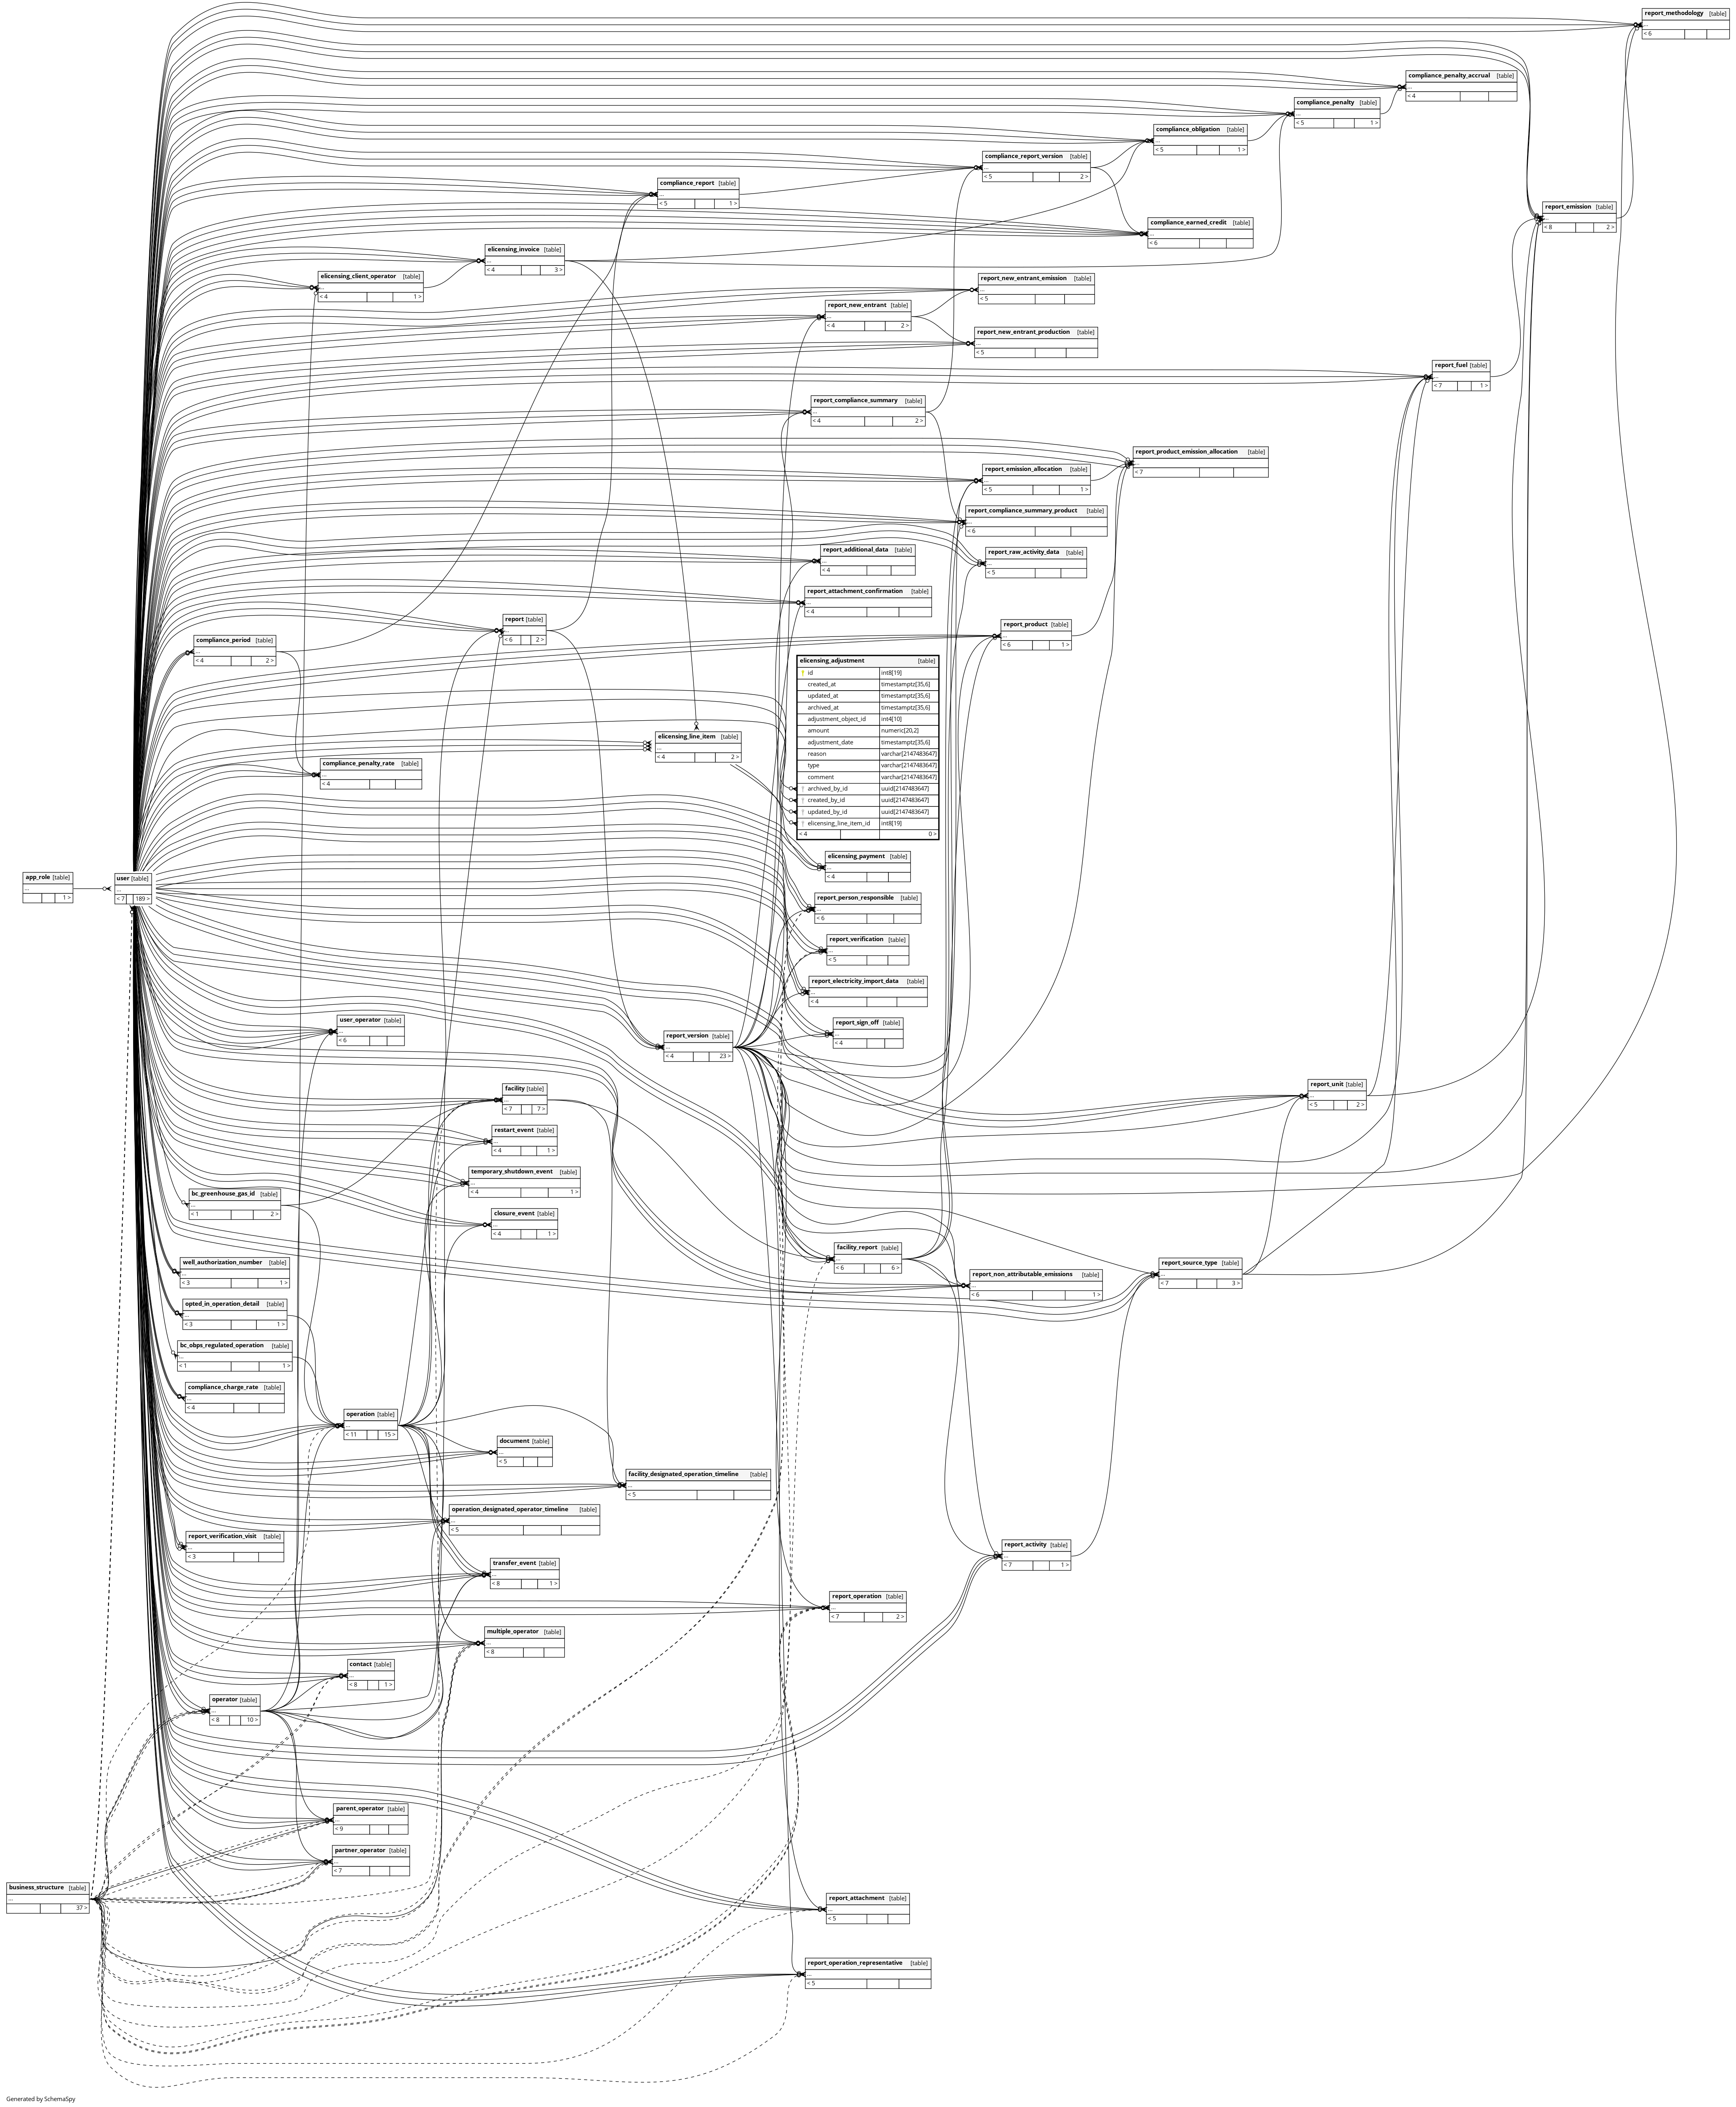 report_methodology [table]
...
< 6
compliance_penalty_accrual [table]
...
< 4
compliance_penalty [table]
...
< 5 1 >
compliance_obligation [table]
...
< 5 1 >
compliance_report_version [table]
...
< 5 2 >
compliance_report [table]
...
< 5 1 >
report_emission [table]
...
< 8 2 >
compliance_earned_credit [table]
...
< 6
elicensing_invoice [table]
...
< 4 3 >
elicensing_client_operator [table]
...
< 4 1 >
report_new_entrant_emission [table]
...
< 5
report_new_entrant [table]
...
< 4 2 >
report_new_entrant_production [table]
...
< 5
report_fuel [table]
...
< 7 1 >
report_compliance_summary [table]
...
< 4 2 >
report_product_emission_allocation [table]
...
< 7
report_emission_allocation [table]
...
< 5 1 >
report_compliance_summary_product [table]
...
< 6
report_additional_data [table]
...
< 4
report_raw_activity_data [table]
...
< 5
report_attachment_confirmation [table]
...
< 4
report [table]
...
< 6 2 >
report_product [table]
...
< 6 1 >
compliance_period [table]
...
< 4 2 >
elicensing_adjustment [table]
id int8[19]
created_at timestamptz[35,6]
updated_at timestamptz[35,6]
archived_at timestamptz[35,6]
adjustment_object_id int4[10]
amount numeric[20,2]
adjustment_date timestamptz[35,6]
reason varchar[2147483647]
type varchar[2147483647]
comment varchar[2147483647]
archived_by_id uuid[2147483647]
created_by_id uuid[2147483647]
updated_by_id uuid[2147483647]
elicensing_line_item_id int8[19]
< 4 0 >
elicensing_line_item [table]
...
< 4 2 >
compliance_penalty_rate [table]
...
< 4
elicensing_payment [table]
...
< 4
app_role [table]
...
1 >
user [table]
...
< 7 189 >
report_person_responsible [table]
...
< 6
report_verification [table]
...
< 5
report_electricity_import_data [table]
...
< 4
user_operator [table]
...
< 6
report_sign_off [table]
...
< 4
report_version [table]
...
< 4 23 >
facility [table]
...
< 7 7 >
report_unit [table]
...
< 5 2 >
restart_event [table]
...
< 4 1 >
temporary_shutdown_event [table]
...
< 4 1 >
bc_greenhouse_gas_id [table]
...
< 1 2 >
closure_event [table]
...
< 4 1 >
facility_report [table]
...
< 6 6 >
well_authorization_number [table]
...
< 3 1 >
report_source_type [table]
...
< 7 3 >
report_non_attributable_emissions [table]
...
< 6 1 >
opted_in_operation_detail [table]
...
< 3 1 >
bc_obps_regulated_operation [table]
...
< 1 1 >
compliance_charge_rate [table]
...
< 4
operation [table]
...
< 11 15 >
document [table]
...
< 5
facility_designated_operation_timeline [table]
...
< 5
operation_designated_operator_timeline [table]
...
< 5
report_verification_visit [table]
...
< 3
report_activity [table]
...
< 7 1 >
transfer_event [table]
...
< 8 1 >
report_operation [table]
...
< 7 2 >
multiple_operator [table]
...
< 8
contact [table]
...
< 8 1 >
operator [table]
...
< 8 10 >
parent_operator [table]
...
< 9
partner_operator [table]
...
< 7
business_structure [table]
...
37 >
report_attachment [table]
...
< 5
report_operation_representative [table]
...
< 5
Generated by SchemaSpy